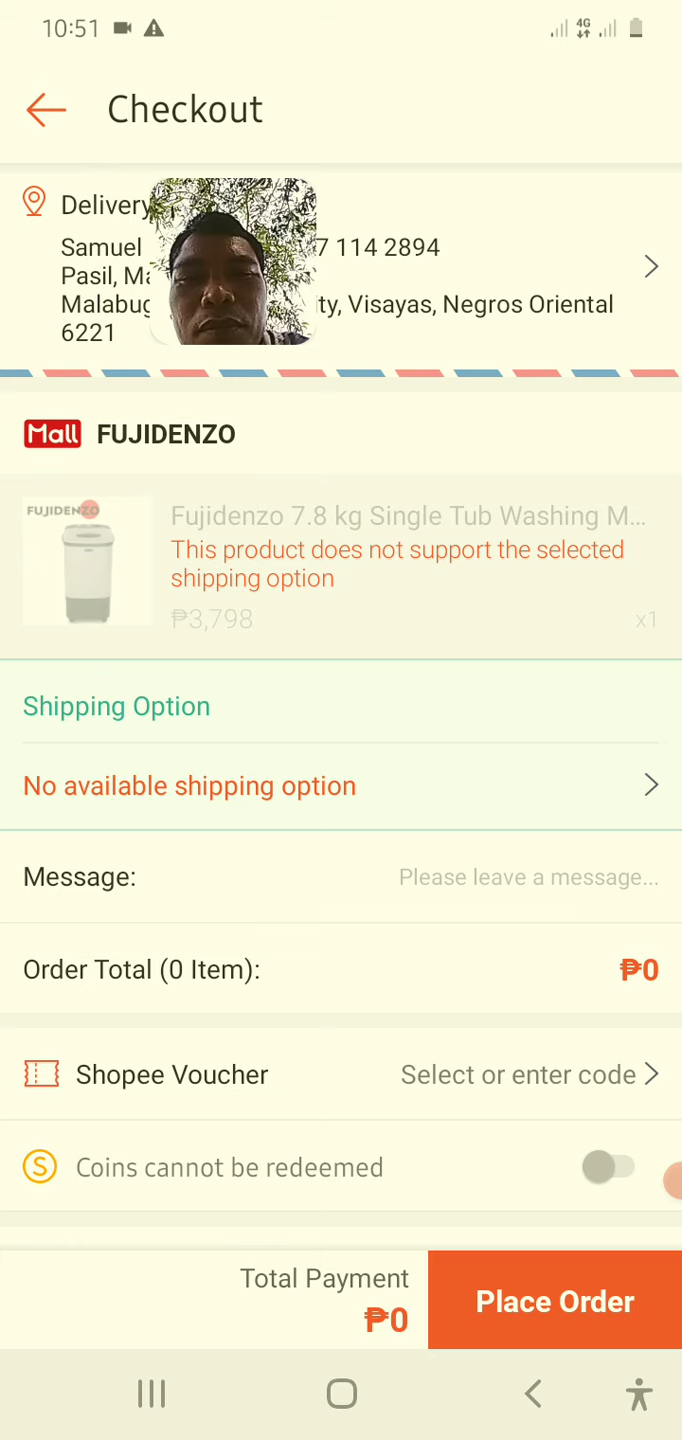 10:51
4G
Checkout
Delivery
Samuel 7 114 2894
Pasil,
ity, Visayas, Negros Oriental
6221
Mall FUJIDENZO
FUJIDENZO
Fujidenzo 7.8 kg Single Tub Washing M...
This product does not support the selected
shipping option
₱3,798 x1
Shipping Option
No available shipping option
Message: Please leave a message...
Order Total (0 Item): ₱0
Shopee Voucher Select or enter code
S Coins cannot be redeemed
Total Payment
₱0
Place Order